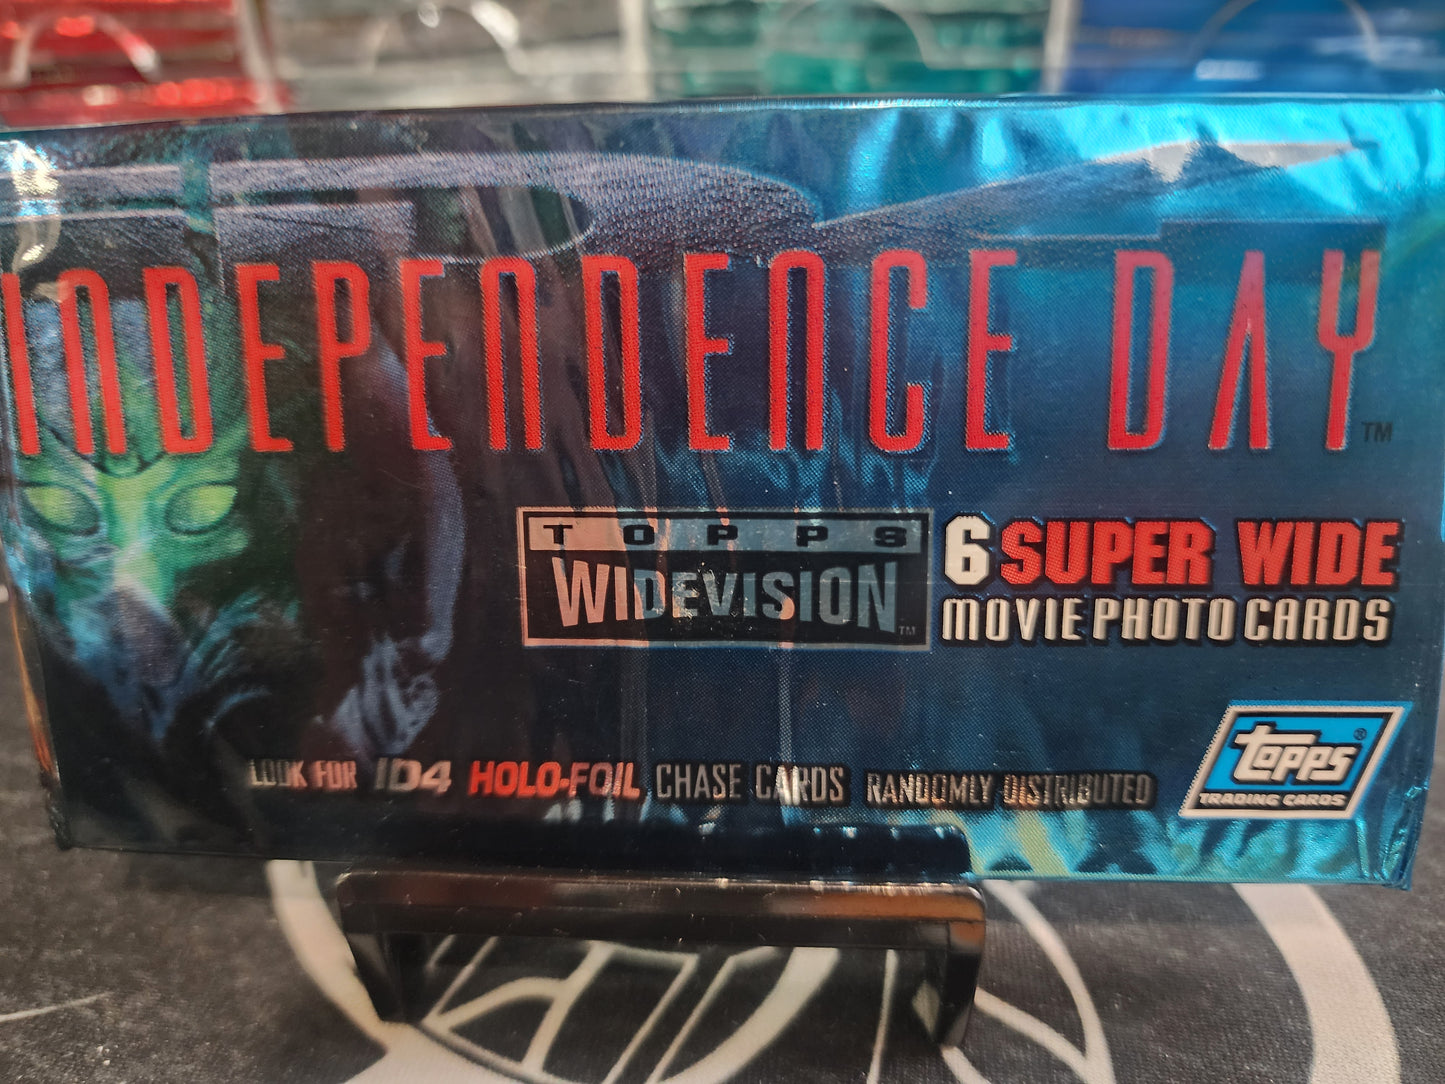 INDEPENDENCE DAY™
TOPPS
WIDEVISION™
6 SUPER WIDE
MOVIE PHOTO CARDS
LOOK FOR ID4 HOLO-FOIL CHASE CARDS RANDOMLY DISTRIBUTED
topps®
TRADING CARDS